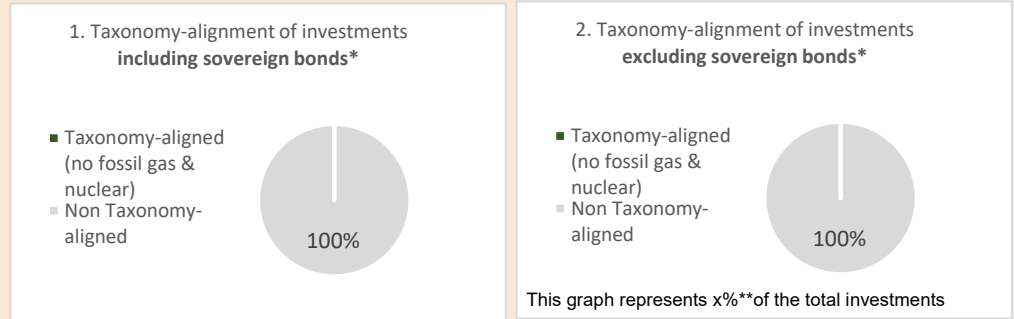 1. Taxonomy-alignment of investments
including sovereign bonds*
Taxonomy-aligned
(no fossil gas &
nuclear)
Non Taxonomy-
aligned
100%
2. Taxonomy-alignment of investments
excluding sovereign bonds*
Taxonomy-aligned
(no fossil gas &
nuclear)
Non Taxonomy-
aligned
100%
This graph represents x%**of the total investments